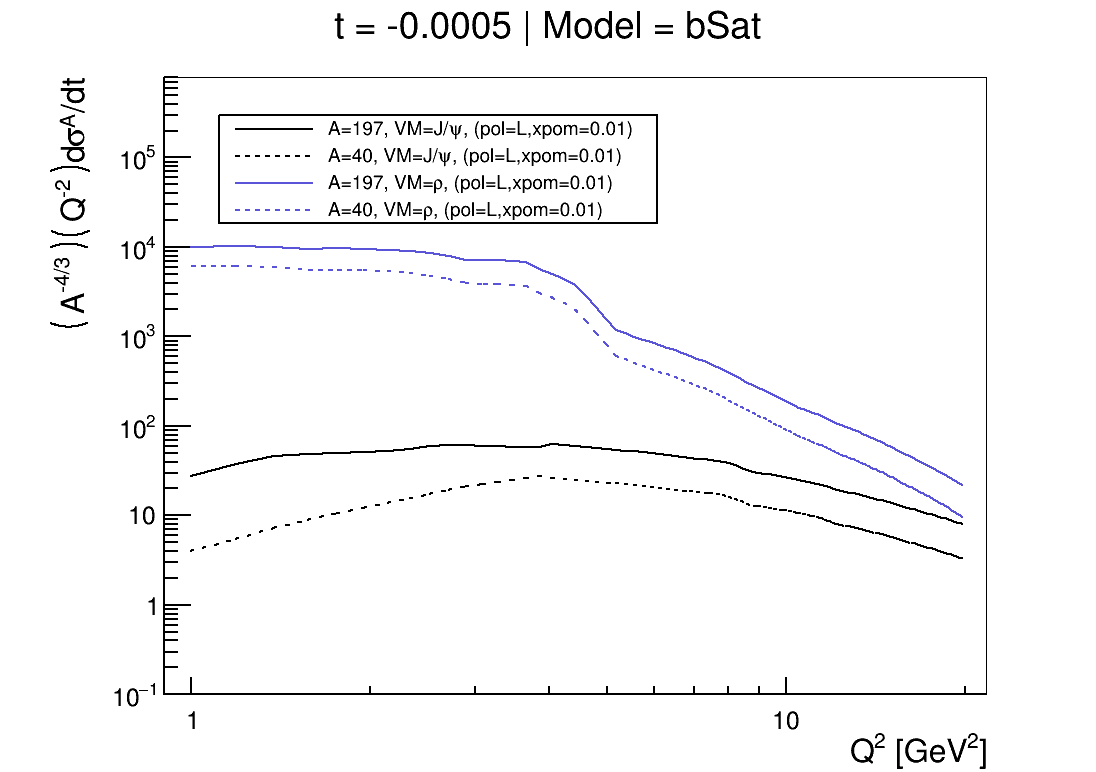 t = -0.0005 | Model = bSat
(A^-4/3)(Q^-2)dσ^A/dt
A=197, VM=J/ψ, (pol=L,xpom=0.01)
A=40, VM=J/ψ, (pol=L,xpom=0.01)
A=197, VM=ρ, (pol=L,xpom=0.01)
A=40, VM=ρ, (pol=L,xpom=0.01)
10^5
10^4
10^3
10^2
10
1
10^−1
1 10
Q^2 [GeV^2]